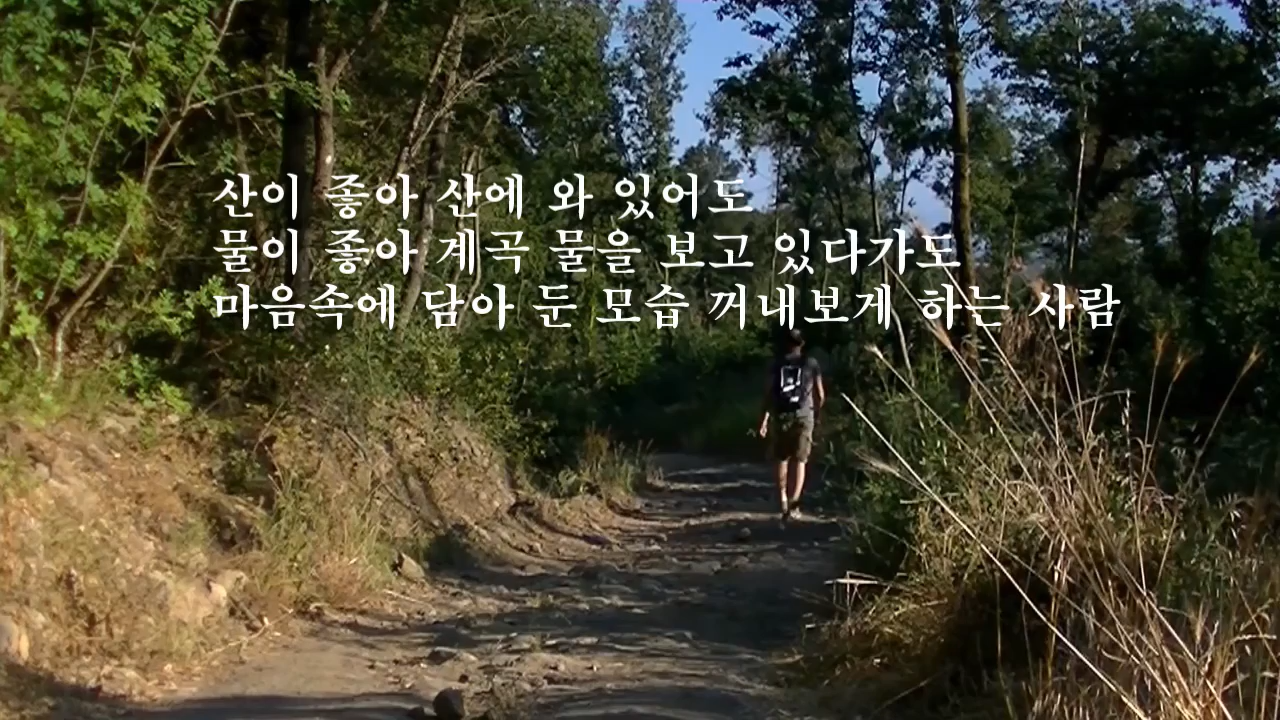 산이 좋아 산에 와 있어도
물이 좋아 계곡 물을 보고 있다가도
마음속에 담아 둔 모습 꺼내보게 하는 사람